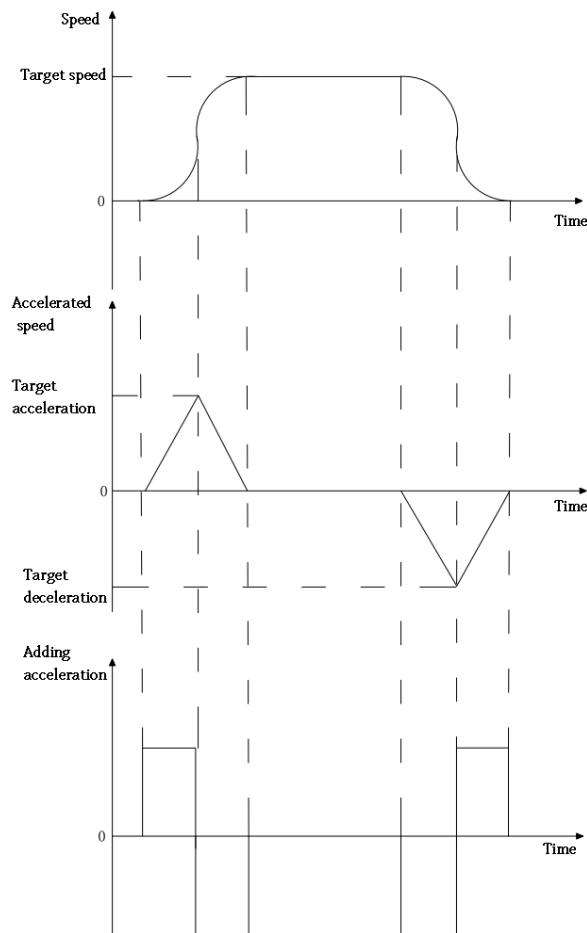 Speed
Target speed
0
Time
Accelerated
speed
Target
acceleration
0
Time
Target
deceleration
Adding
acceleration
0
Time